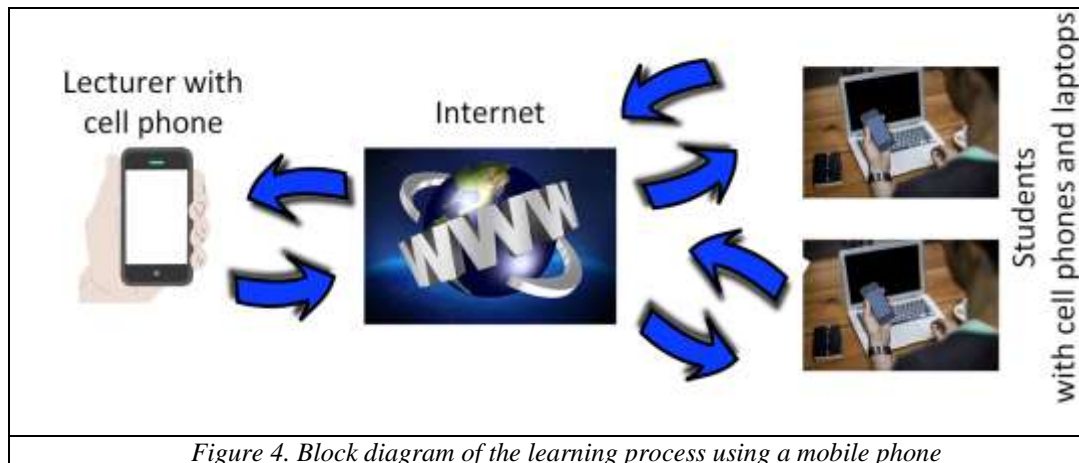 Lecturer with
cell phone
Internet
WWW
Students
with cell phones and laptops
Figure 4. Block diagram of the learning process using a mobile phone